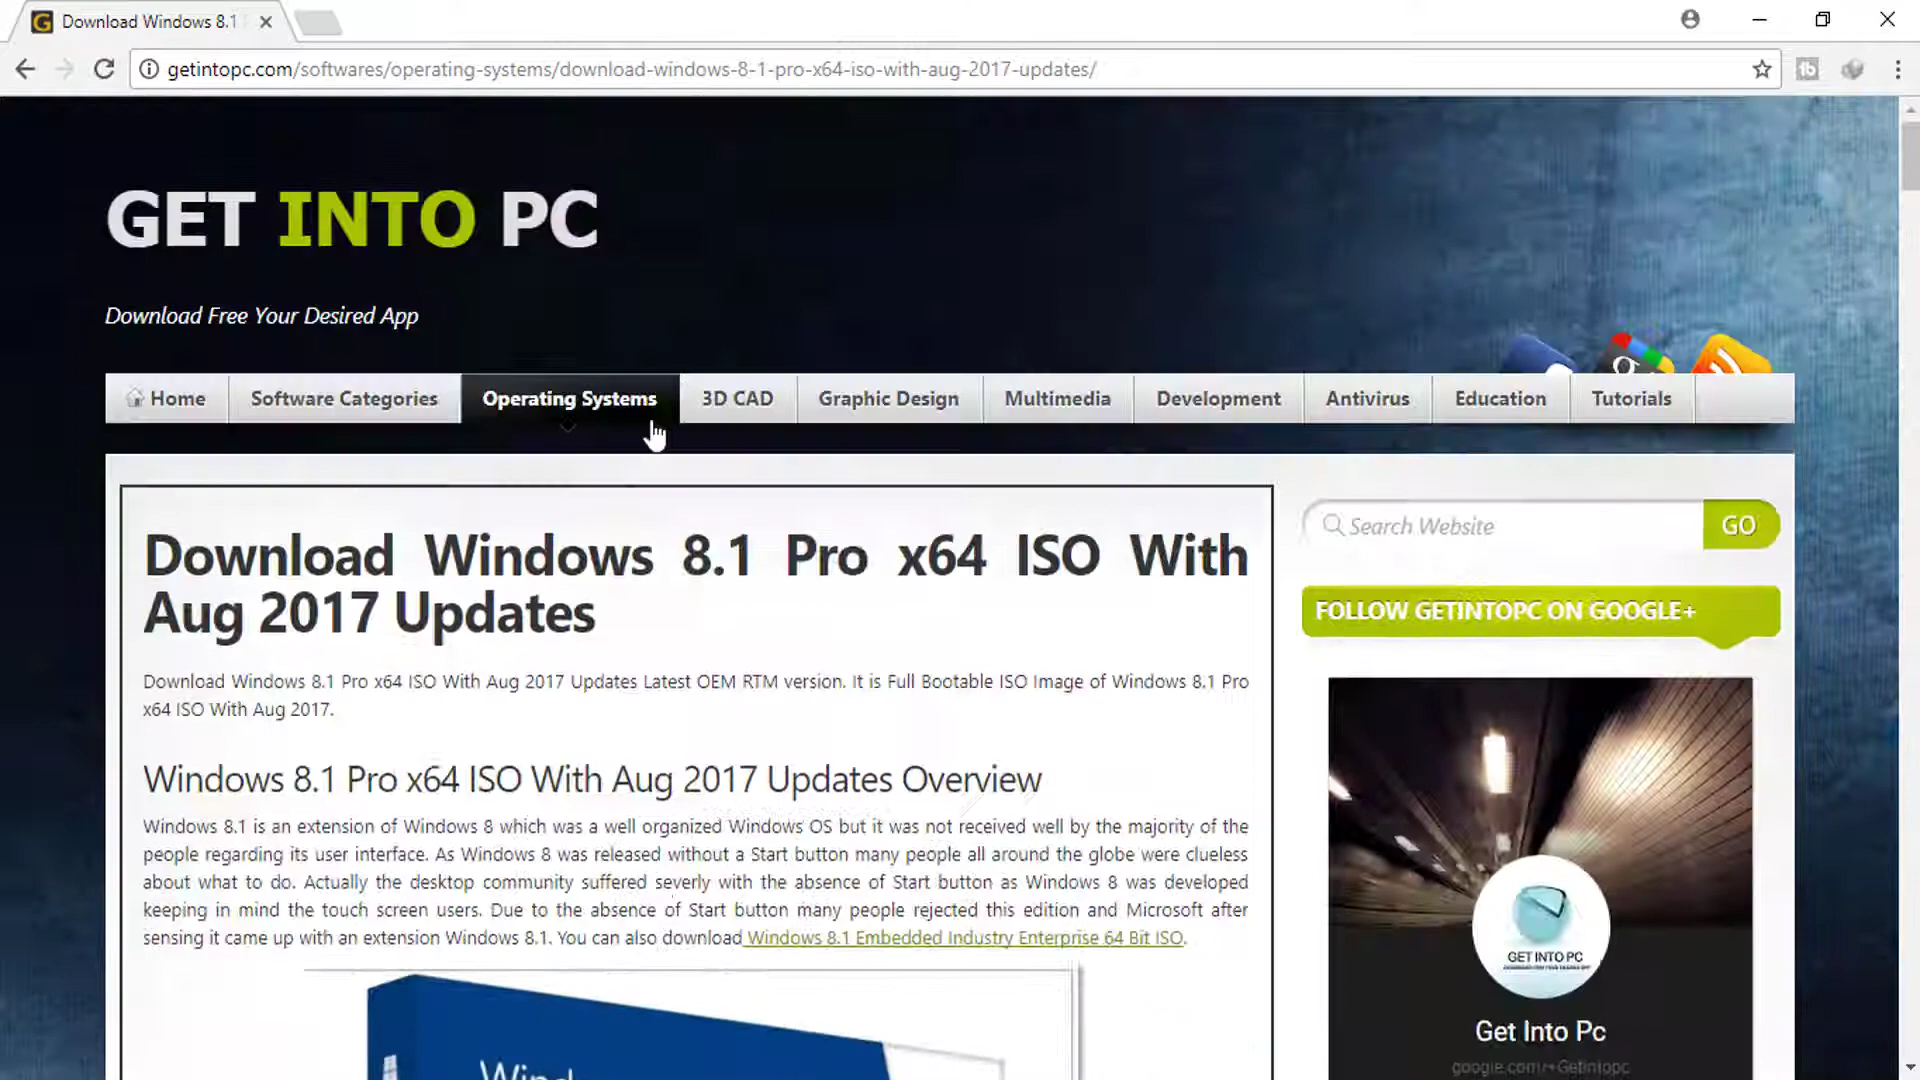 Download Windows 8.1
getintopc.com/softwares/operating-systems/download-windows-8-1-pro-x64-iso-with-aug-2017-updates/
GET INTO PC
Download Free Your Desired App
Home Software Categories Operating Systems 3D CAD Graphic Design Multimedia Development Antivirus Education Tutorials
Download Windows 8.1 Pro x64 ISO With
Aug 2017 Updates
Search Website GO
FOLLOW GETINTOPC ON GOOGLE+
Download Windows 8.1 Pro x64 ISO With Aug 2017 Updates Latest OEM RTM version. It is Full Bootable ISO Image of Windows 8.1 Pro
x64 ISO With Aug 2017.
Windows 8.1 Pro x64 ISO With Aug 2017 Updates Overview
Windows 8.1 is an extension of Windows 8 which was a well organized Windows OS but it was not received well by the majority of the
people regarding its user interface. As Windows 8 was released without a Start button many people all around the globe were clueless
about what to do. Actually the desktop community suffered severly with the absence of Start button as Windows 8 was developed
keeping in mind the touch screen users. Due to the absence of Start button many people rejected this edition and Microsoft after
sensing it came up with an extension Windows 8.1. You can also download Windows 8.1 Embedded Industry Enterprise 64 Bit ISO.
GET INTO PC
DOWNLOAD FREE YOUR DESIRED APP
Get Into Pc
google.com/+Getintopc